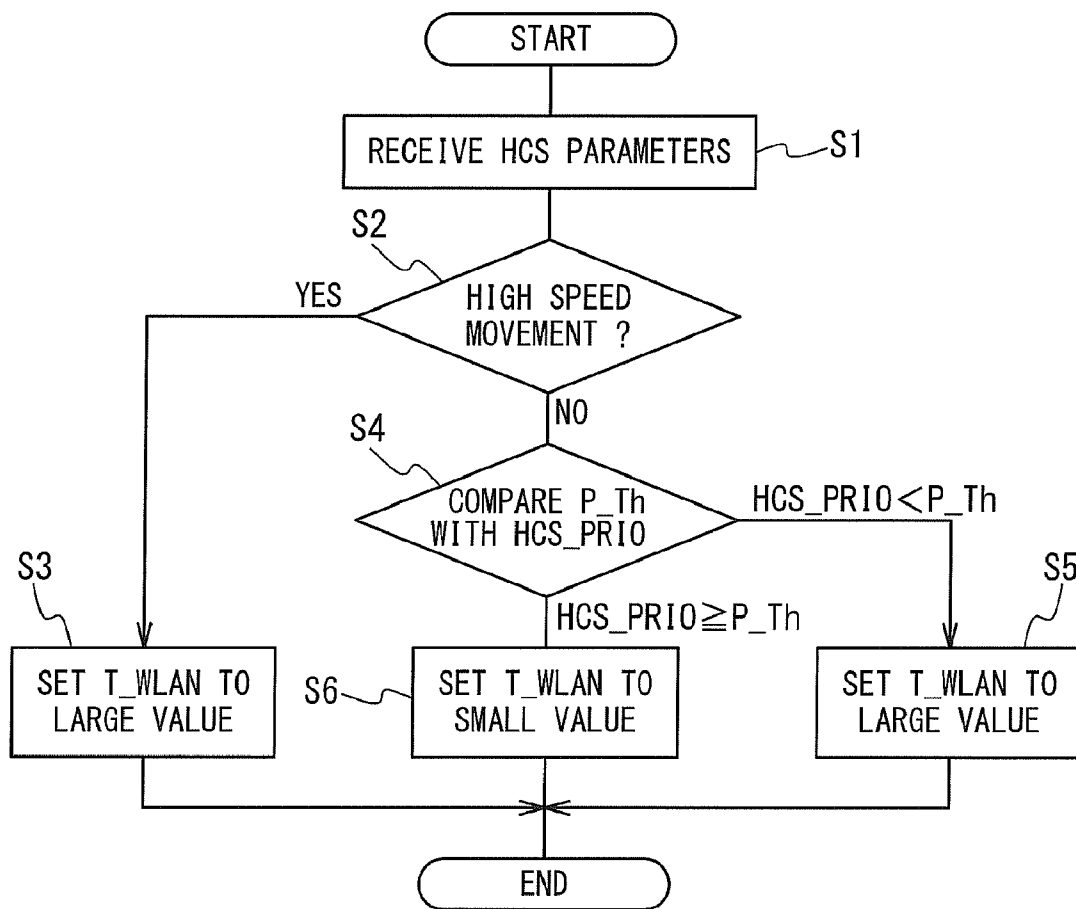 START
RECEIVE HCS PARAMETERS
S1
S2
YES
HIGH SPEED
MOVEMENT ?
NO
S4
COMPARE P_Th
WITH HCS_PRIO
HCS_PRIO<P_Th
S3
HCS_PRIO≧P_Th
S5
SET T_WLAN TO
LARGE VALUE
S6
SET T_WLAN TO
SMALL VALUE
SET T_WLAN TO
LARGE VALUE
END